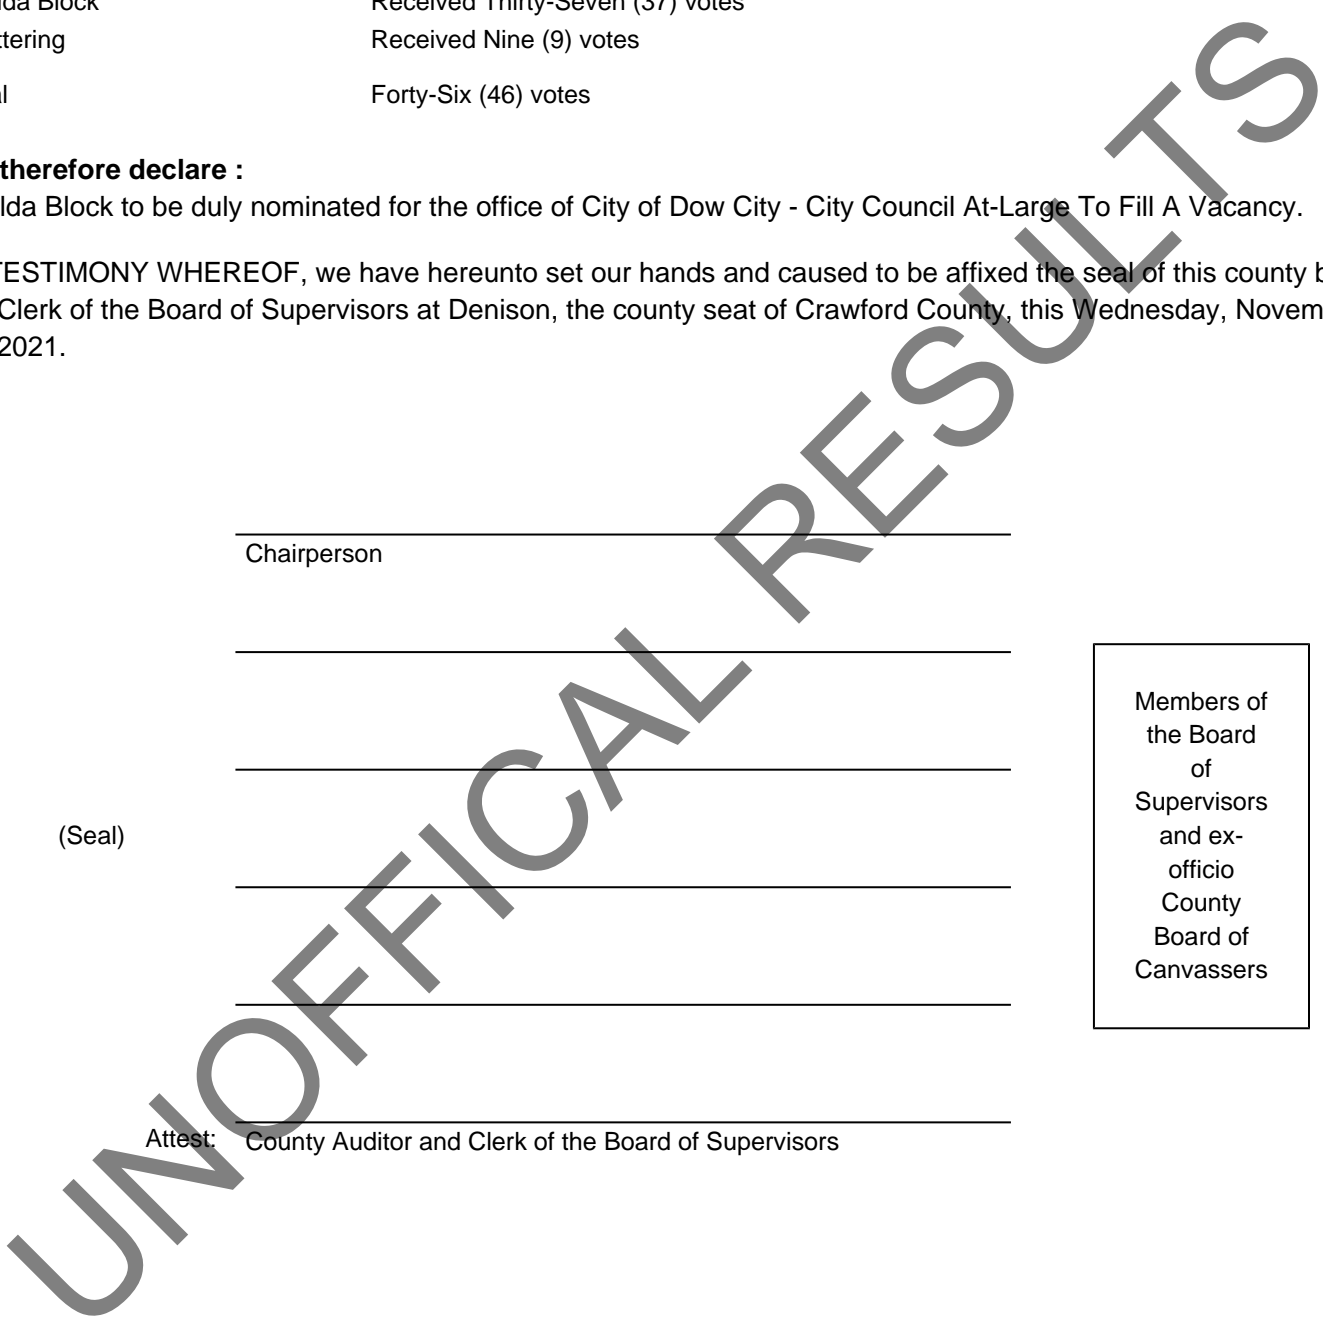 lda Block Received Thirty-Seven (37) votes
ttering Received Nine (9) votes
al Forty-Six (46) votes
therefore declare :
lda Block to be duly nominated for the office of City of Dow City - City Council At-Large To Fill A Vacancy.
TESTIMONY WHEREOF, we have hereunto set our hands and caused to be affixed the seal of this county b
Clerk of the Board of Supervisors at Denison, the county seat of Crawford County, this Wednesday, Novem
2021.
Chairperson
Members of
the Board
of
Supervisors
and ex-
officio
County
Board of
Canvassers
(Seal)
Attest: County Auditor and Clerk of the Board of Supervisors
UNOFFICAL RESULTS